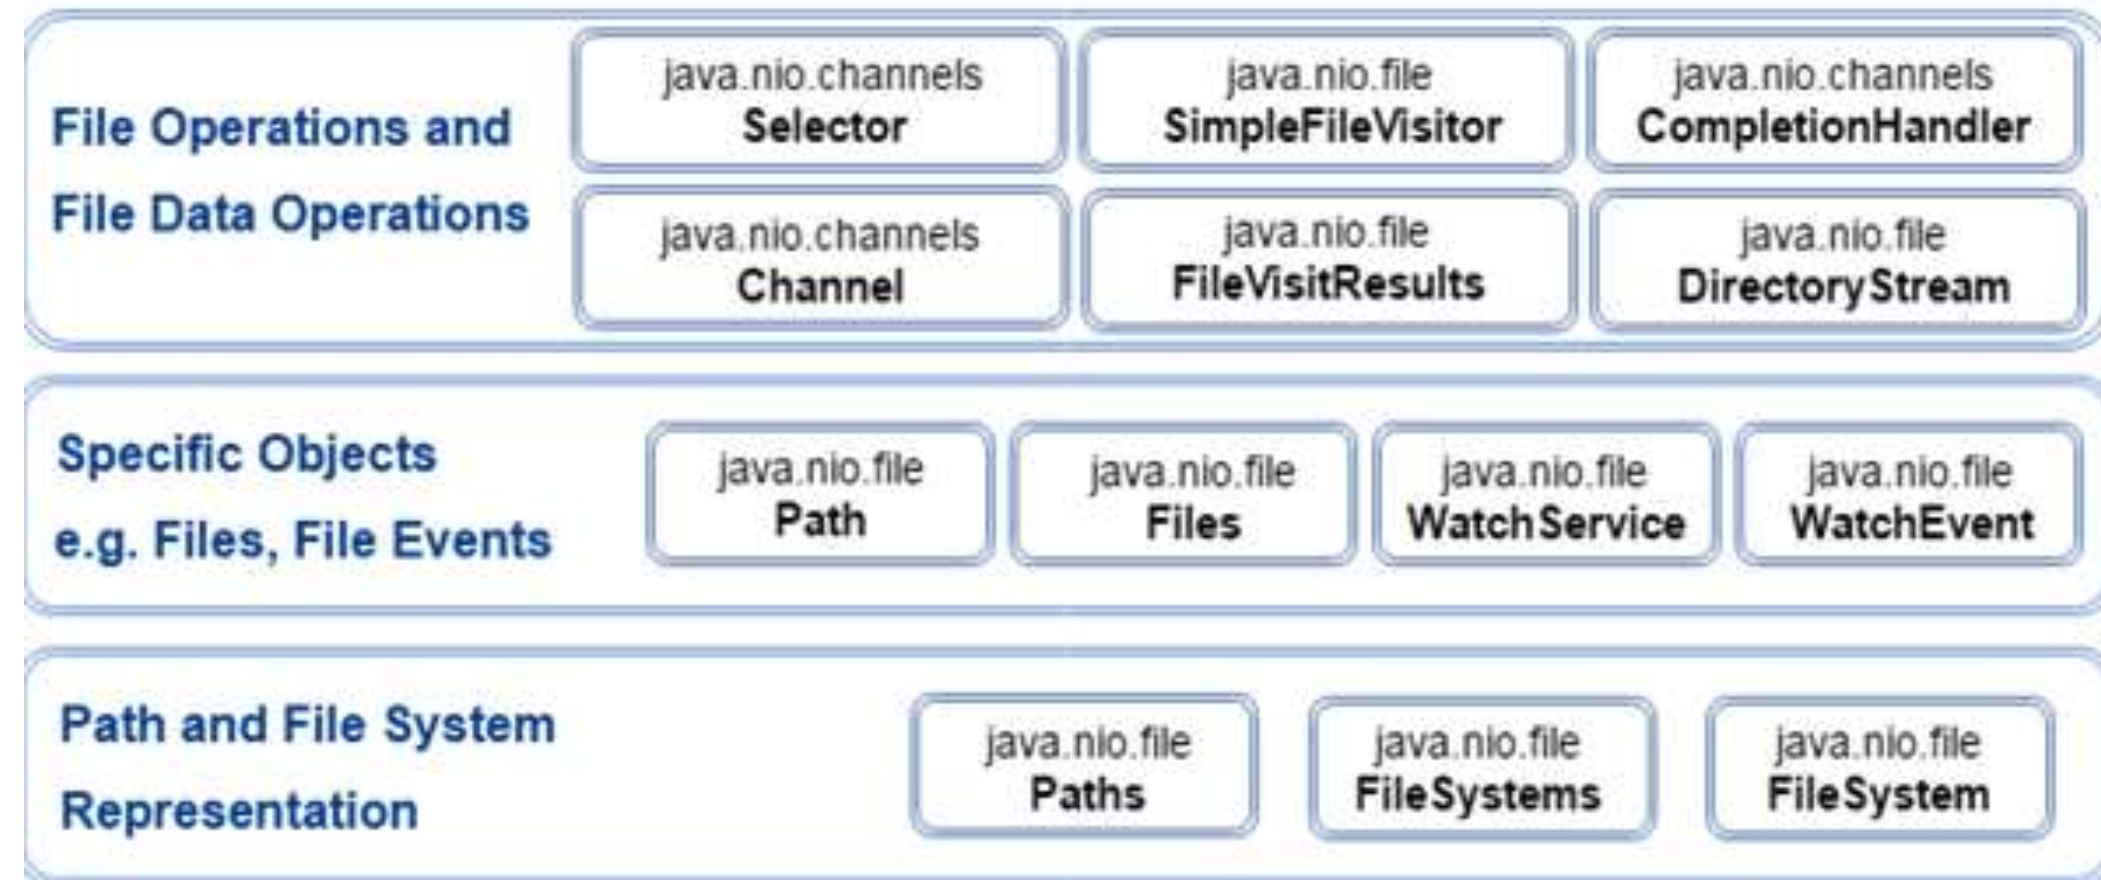 File Operations and
File Data Operations
java.nio.channels
Selector
java.nio.file
SimpleFileVisitor
java.nio.channels
CompletionHandler
java.nio.channels
Channel
java.nio.file
FileVisitResults
java.nio.file
DirectoryStream
Specific Objects
e.g. Files, File Events
java.nio.file
Path
java.nio.file
Files
java.nio.file
WatchService
java.nio.file
WatchEvent
Path and File System
Representation
java.nio.file
Paths
java.nio.file
FileSystems
java.nio.file
FileSystem